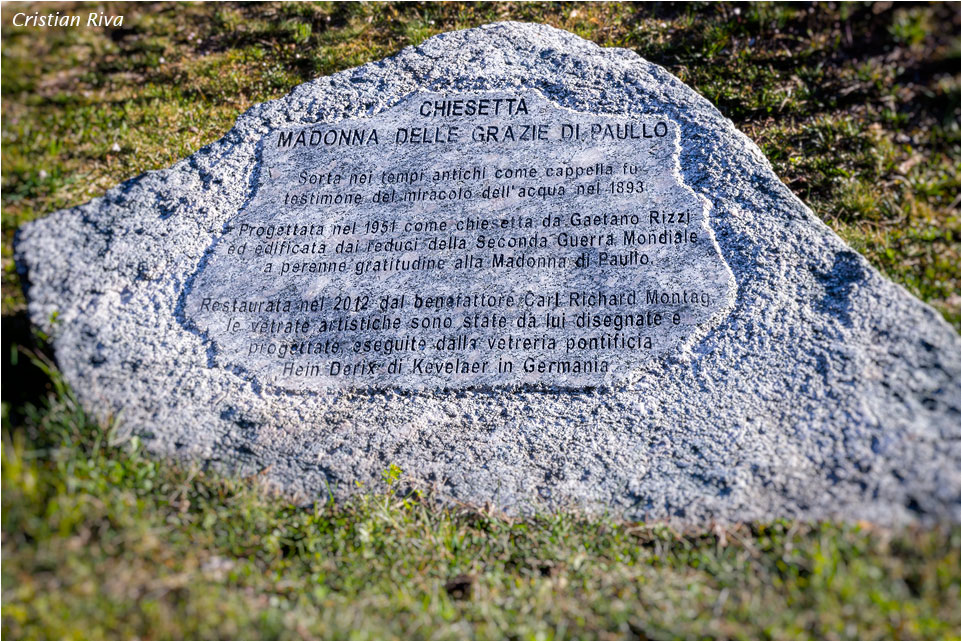 Cristian Riva
CHIESETTA
MADONNA DELLE GRAZIE DI PAULLO
Sorta nei tempi antichi come cappella fu
testimone del miracolo dell'acqua nel 1893.
Progettata nel 1951 come chiesetta da Gaetano Rizzi
ed edificata dai reduci della Seconda Guerra Mondiale
a perenne gratitudine alla Madonna di Paullo.
Restaurata nel 2012 dal benefattore Carl Richard Montag,
le vetrate artistiche sono state da lui disegnate e
progettate, eseguite dalla vetreria pontificia
Hein Derix di Kevelaer in Germania.